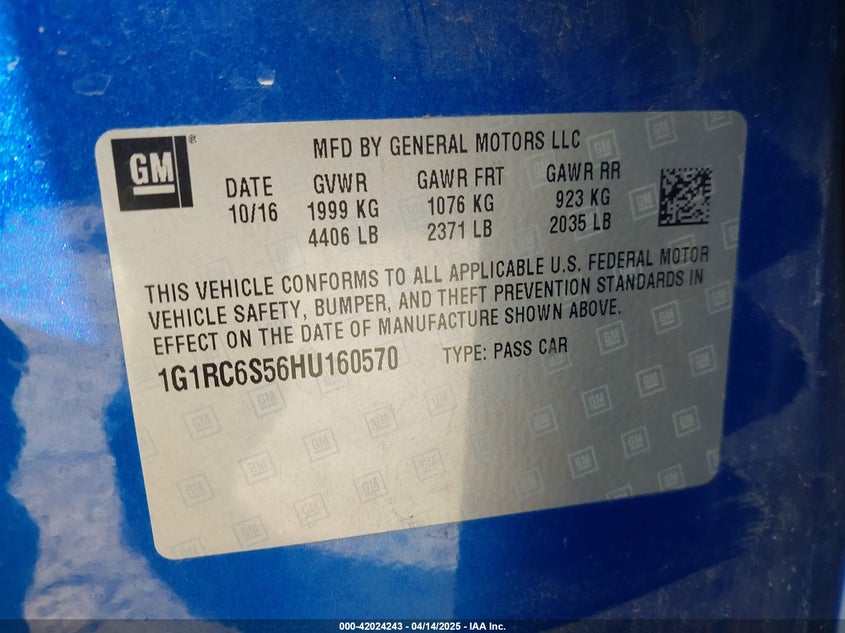 GM
MFD BY GENERAL MOTORS LLC
DATE GVWR GAWR FRT GAWR RR
10/16 1999 KG 1076 KG 923 KG
4406 LB 2371 LB 2035 LB
THIS VEHICLE CONFORMS TO ALL APPLICABLE U.S. FEDERAL MOTOR
VEHICLE SAFETY, BUMPER, AND THEFT PREVENTION STANDARDS IN
EFFECT ON THE DATE OF MANUFACTURE SHOWN ABOVE.
1G1RC6S56HU160570 TYPE: PASS CAR
000-42024243 - 04/14/2025 - IAA Inc.